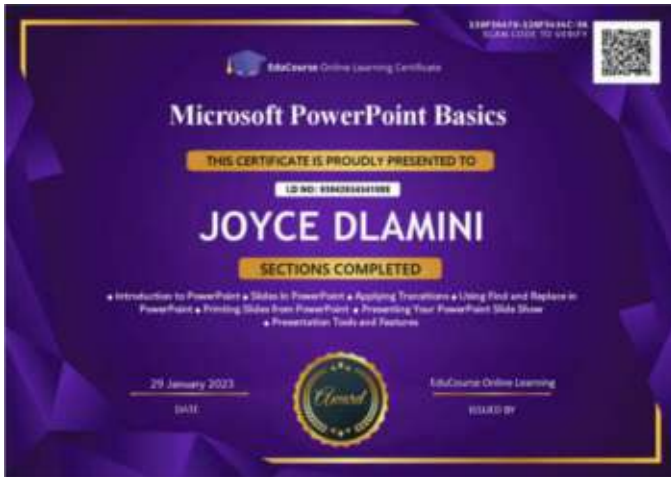 SCAN CODE TO VERIFY
EduCourse Online Learning Certificate
Microsoft PowerPoint Basics
THIS CERTIFICATE IS PROUDLY PRESENTED TO
I.D NO:
JOYCE DLAMINI
SECTIONS COMPLETED
• Introduction to PowerPoint • Slides in PowerPoint • Applying Transitions • Using Find and Replace in
PowerPoint • Printing Slides from PowerPoint • Presenting Your PowerPoint Slide Show
• Presentation Tools and Features
29 January 2023
DATE
Award
EduCourse Online Learning
ISSUED BY